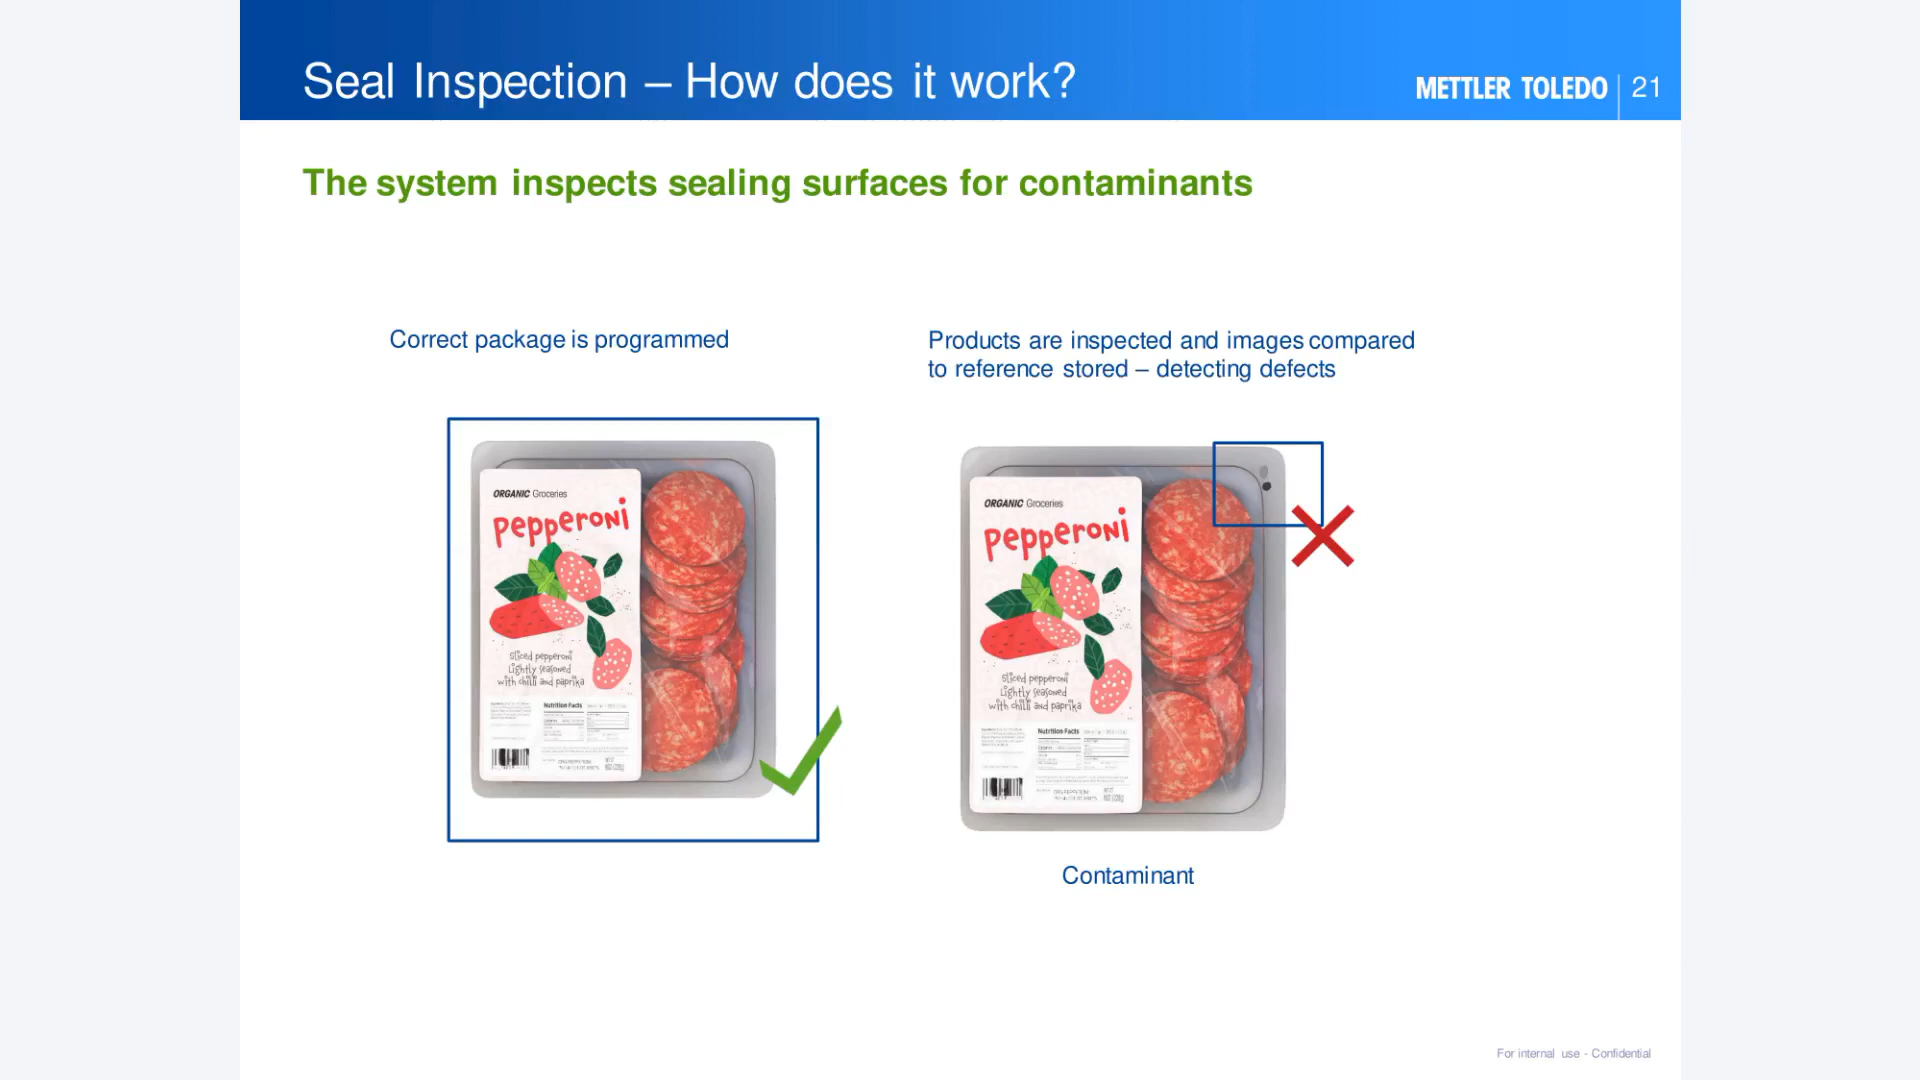 Seal Inspection – How does it work?
METTLER TOLEDO
21
The system inspects sealing surfaces for contaminants
Correct package is programmed
Products are inspected and images compared
to reference stored – detecting defects
ORGANIC Groceries
Pepperoni
Sliced pepperoni
Lightly seasoned
with chilli and paprika
Nutrition Facts
ORGANIC Groceries
Pepperoni
Sliced pepperoni
Lightly seasoned
with chilli and paprika
Nutrition Facts
Contaminant
For internal use - Confidential